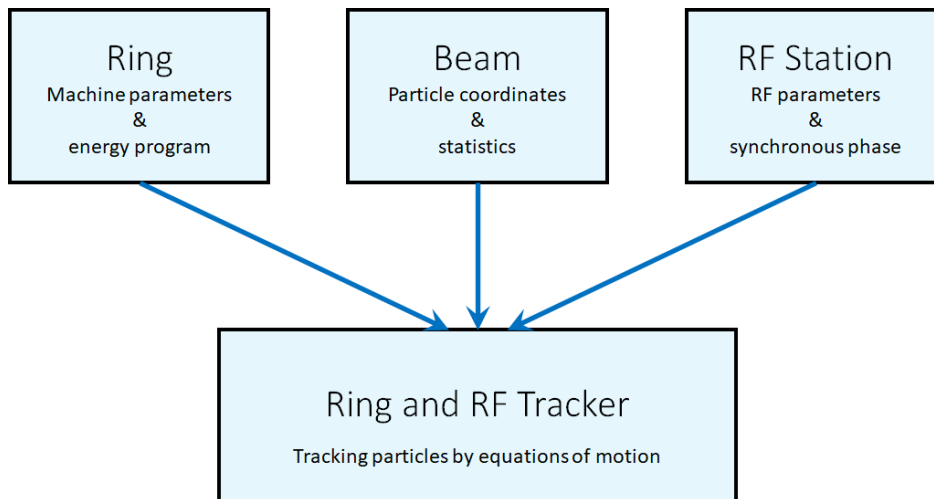 Ring
Machine parameters
&
energy program
Beam
Particle coordinates
&
statistics
RF Station
RF parameters
&
synchronous phase
Ring and RF Tracker
Tracking particles by equations of motion